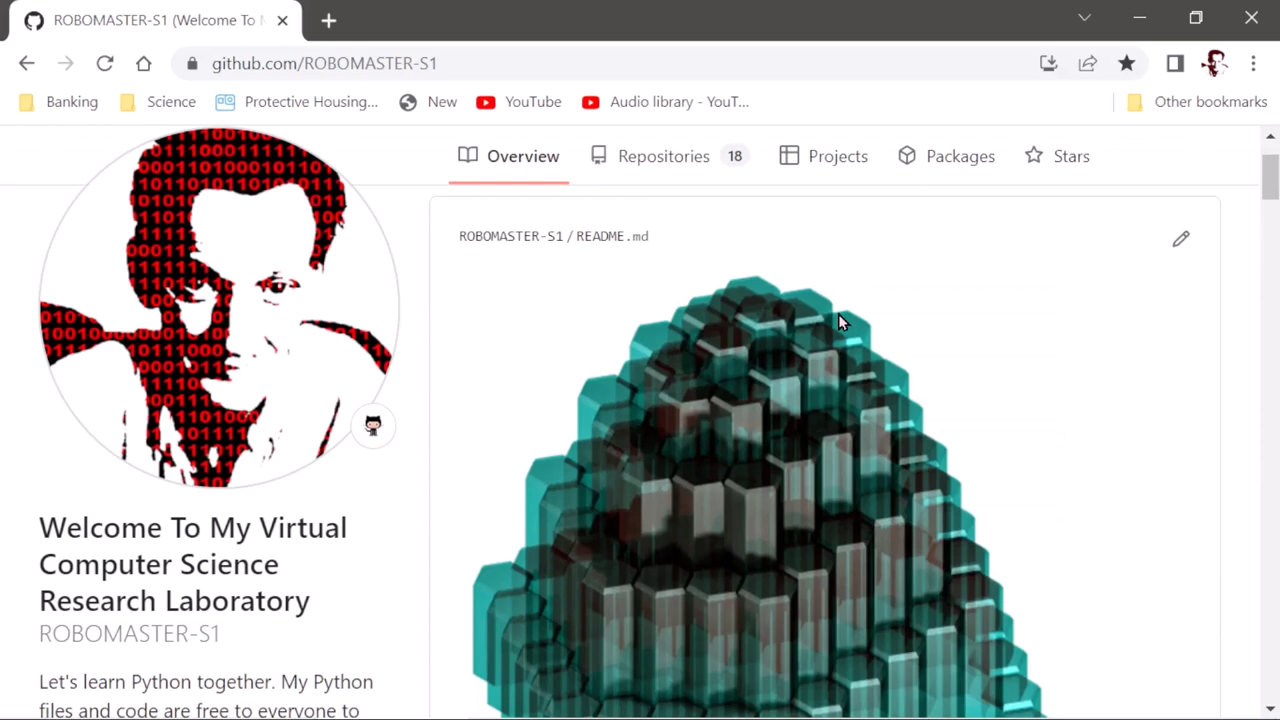 ROBOMASTER-S1 (Welcome To M
github.com/ROBOMASTER-S1
Banking Science Protective Housing... New YouTube Audio library - YouT... Other bookmarks
Overview Repositories 18 Projects Packages Stars
ROBOMASTER-S1 / README.md
Welcome To My Virtual
Computer Science
Research Laboratory
ROBOMASTER-S1
Let's learn Python together. My Python
files and code are free to everyone to